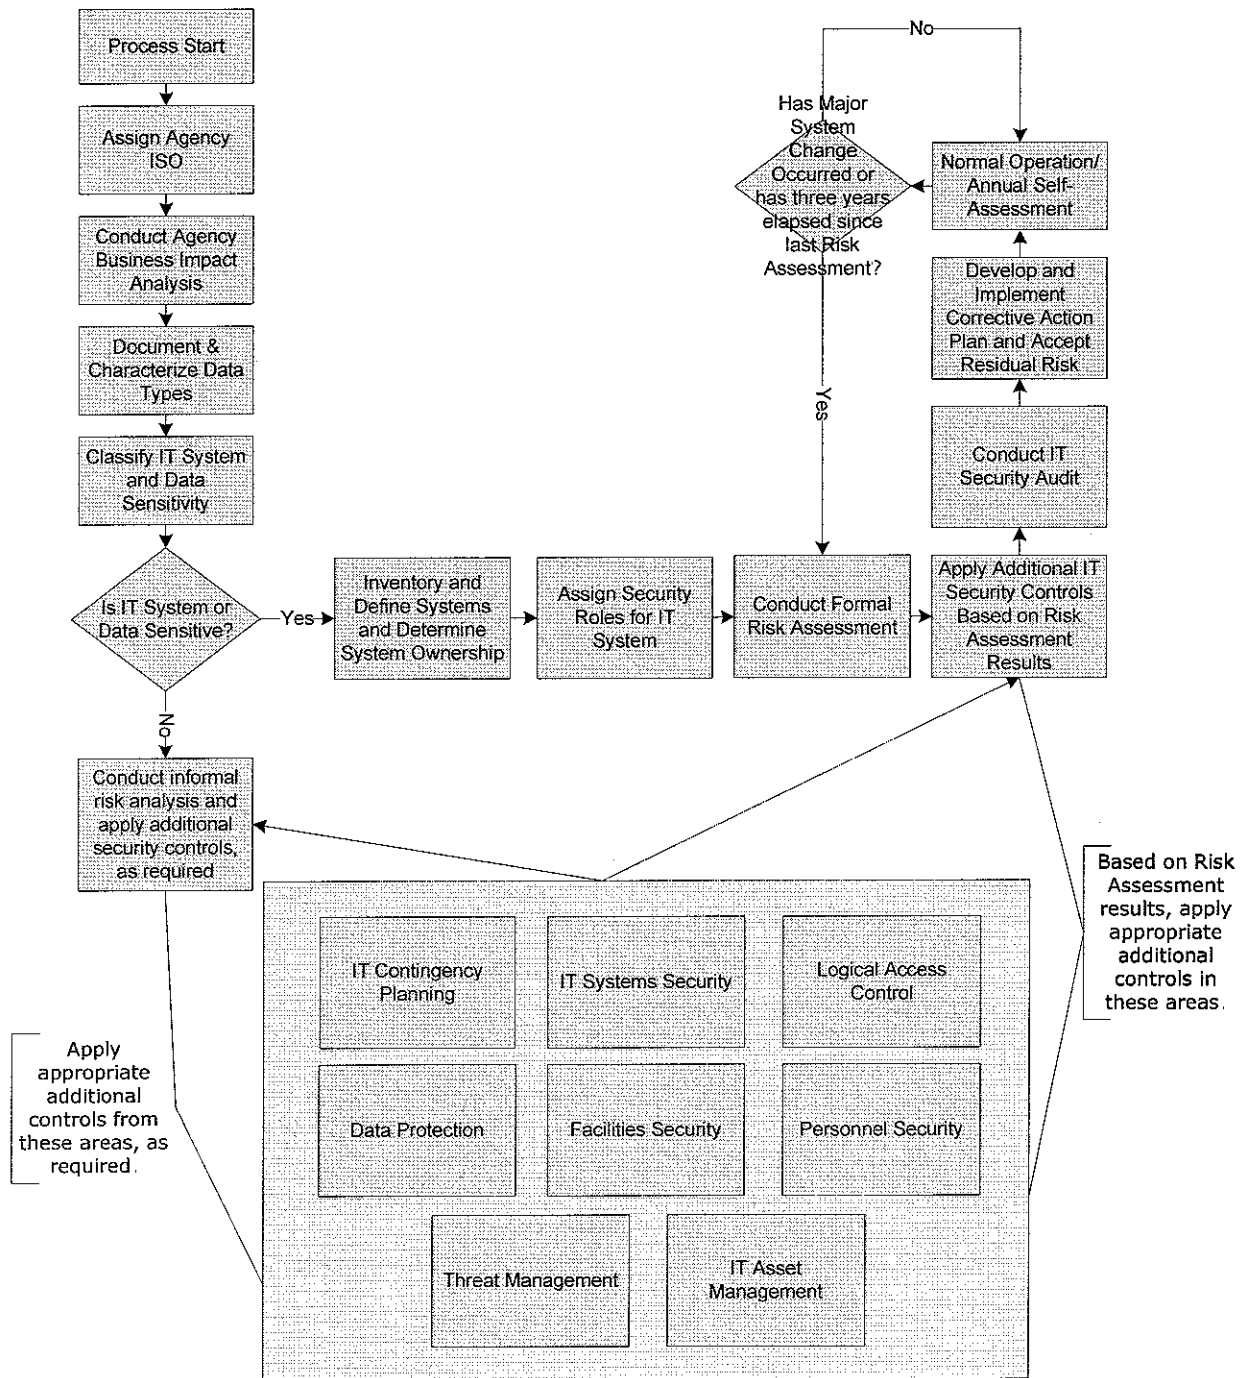 Process Start
Assign Agency
ISO
Conduct Agency
Business Impact
Analysis
Document &
Characterize Data
Types
Classify IT System
and Data
Sensitivity
Is IT System or
Data Sensitive?
Yes
No
Inventory and
Define Systems
and Determine
System Ownership
Assign Security
Roles for IT
System
Conduct Formal
Risk Assessment
Apply Additional IT
Security Controls
Based on Risk
Assessment
Results
Conduct IT
Security Audit
Develop and
Implement
Corrective Action
Plan and Accept
Residual Risk
Normal Operation/
Annual Self-
Assessment
Has Major
System
Change
Occurred or
has three years
elapsed since
last Risk
Assessment?
No
Yes
Conduct informal
risk analysis and
apply additional
security controls,
as required
Apply
appropriate
additional
controls from
these areas, as
required.
IT Contingency
Planning
IT Systems Security
Logical Access
Control
Data Protection
Facilities Security
Personnel Security
Threat Management
IT Asset
Management
Based on Risk
Assessment
results, apply
appropriate
additional
controls in
these areas.